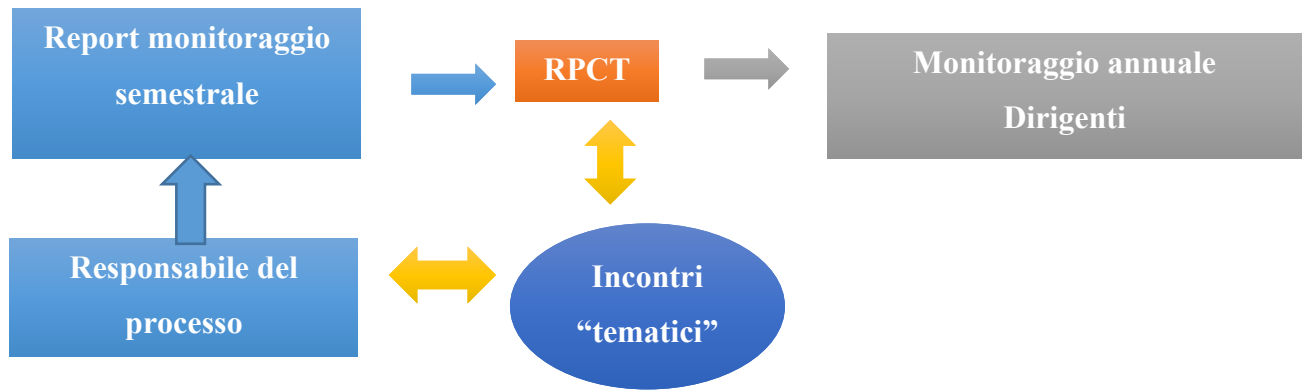 Report monitoraggio
semestrale
RPCT
Monitoraggio annuale
Dirigenti
Responsabile del
processo
Incontri
“tematici”